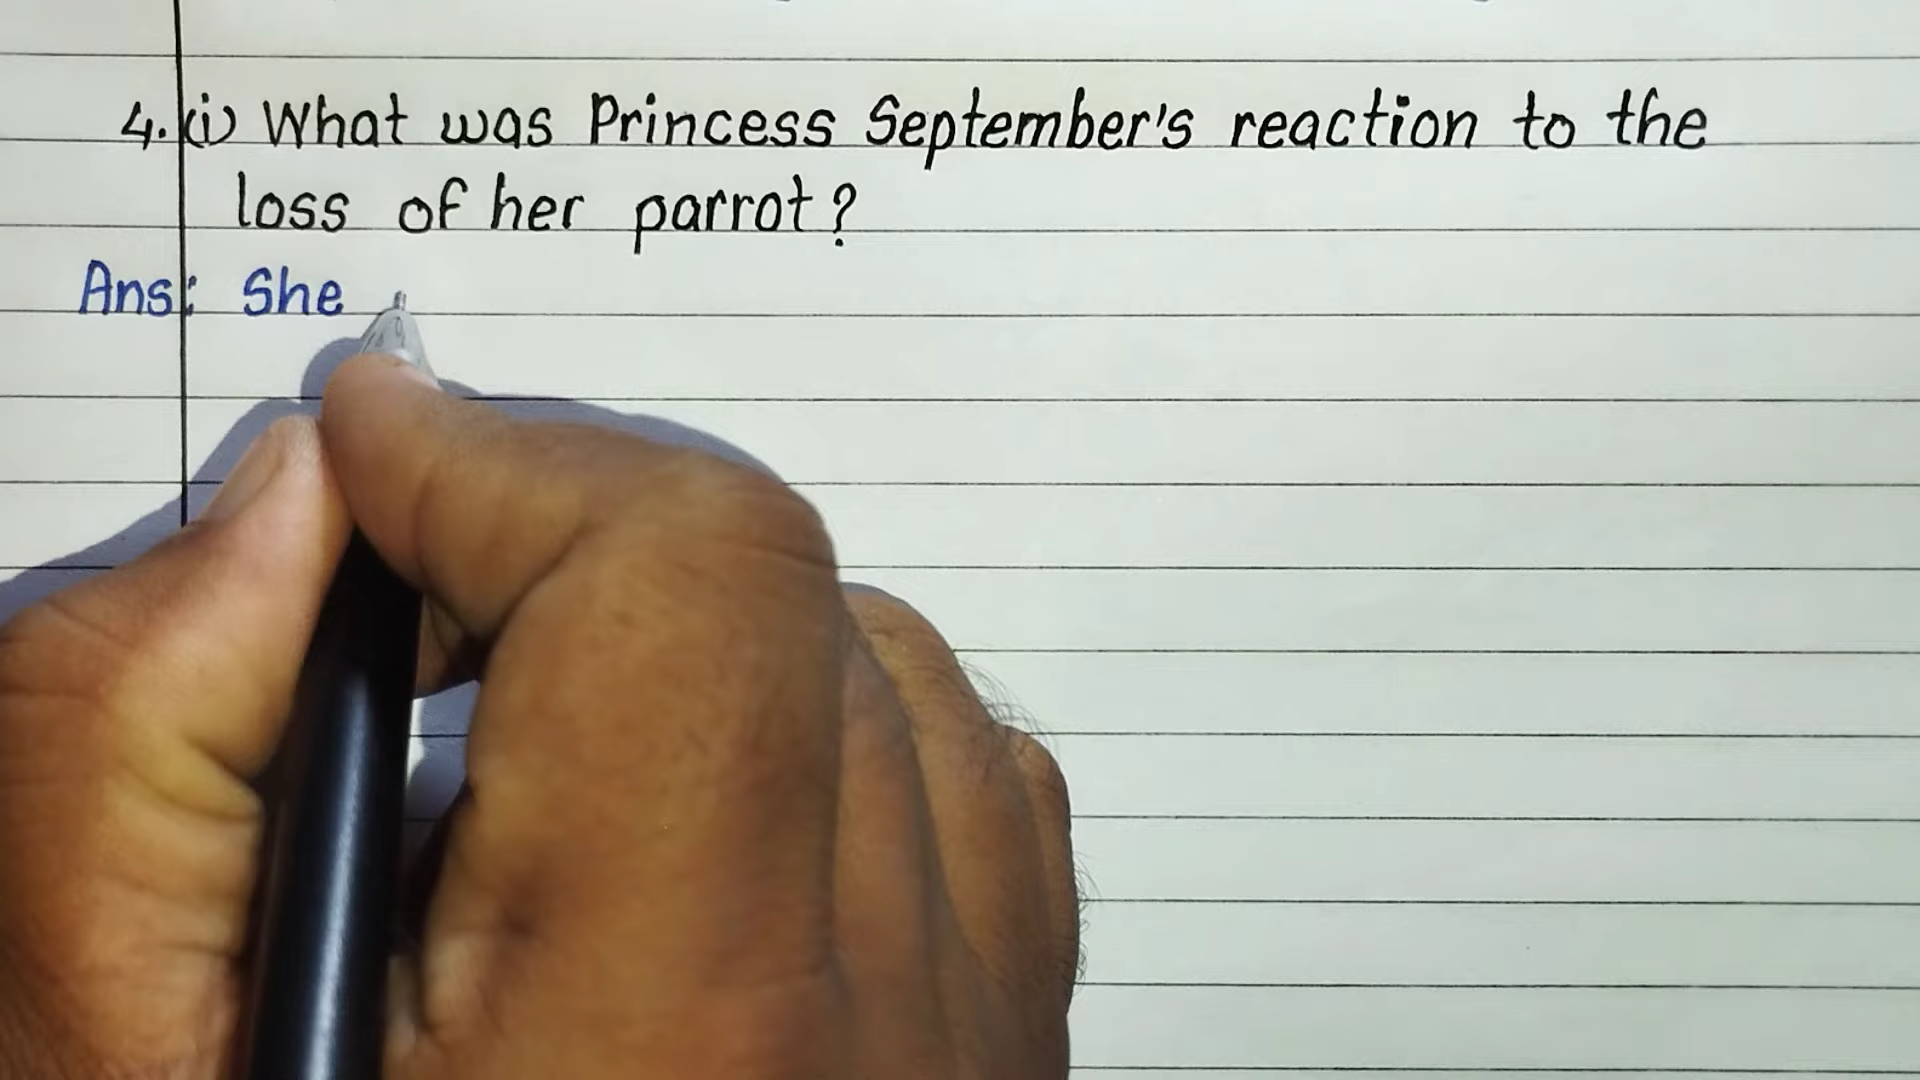 4.(i) What was Princess September's reaction to the
loss of her parrot?
Ans: She